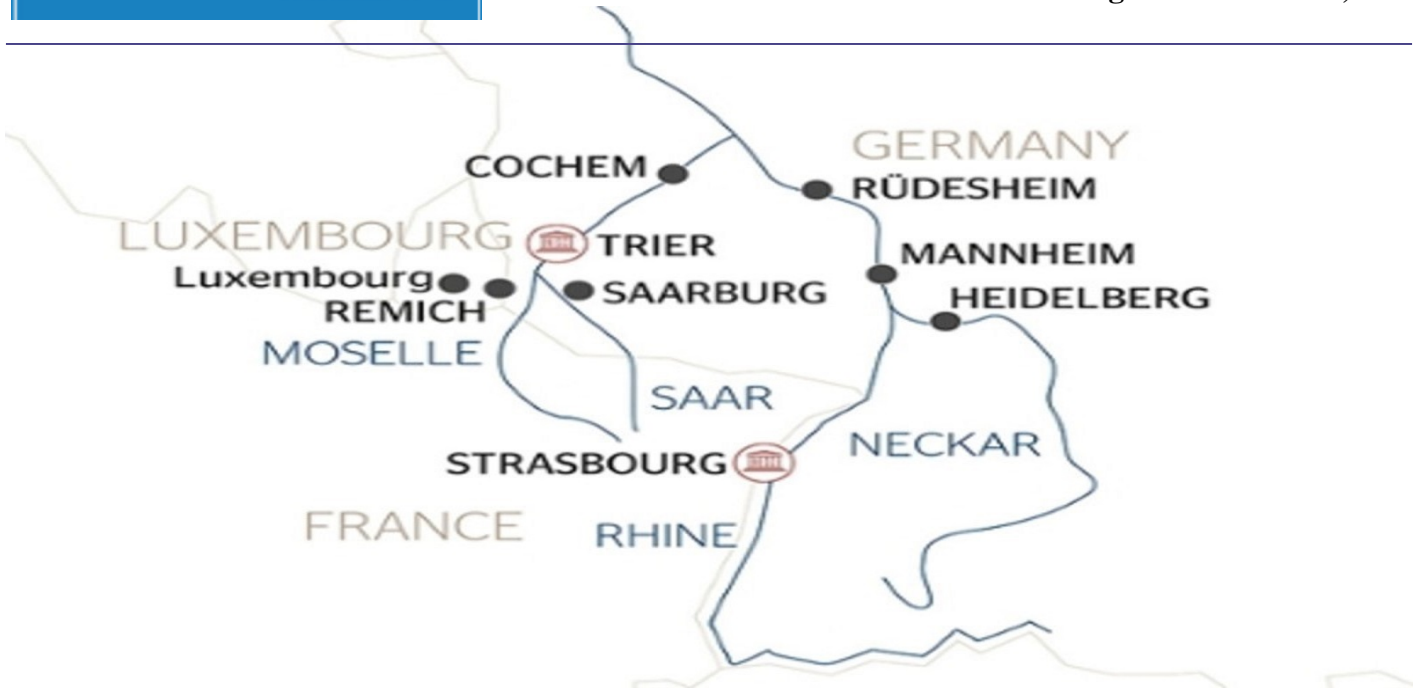 GERMANY
COCHEM
RÜDESHEIM
LUXEMBOURG
TRIER
MANNHEIM
Luxembourg
SAARBURG
HEIDELBERG
REMICH
MOSELLE
SAAR
NECKAR
STRASBOURG
FRANCE
RHINE